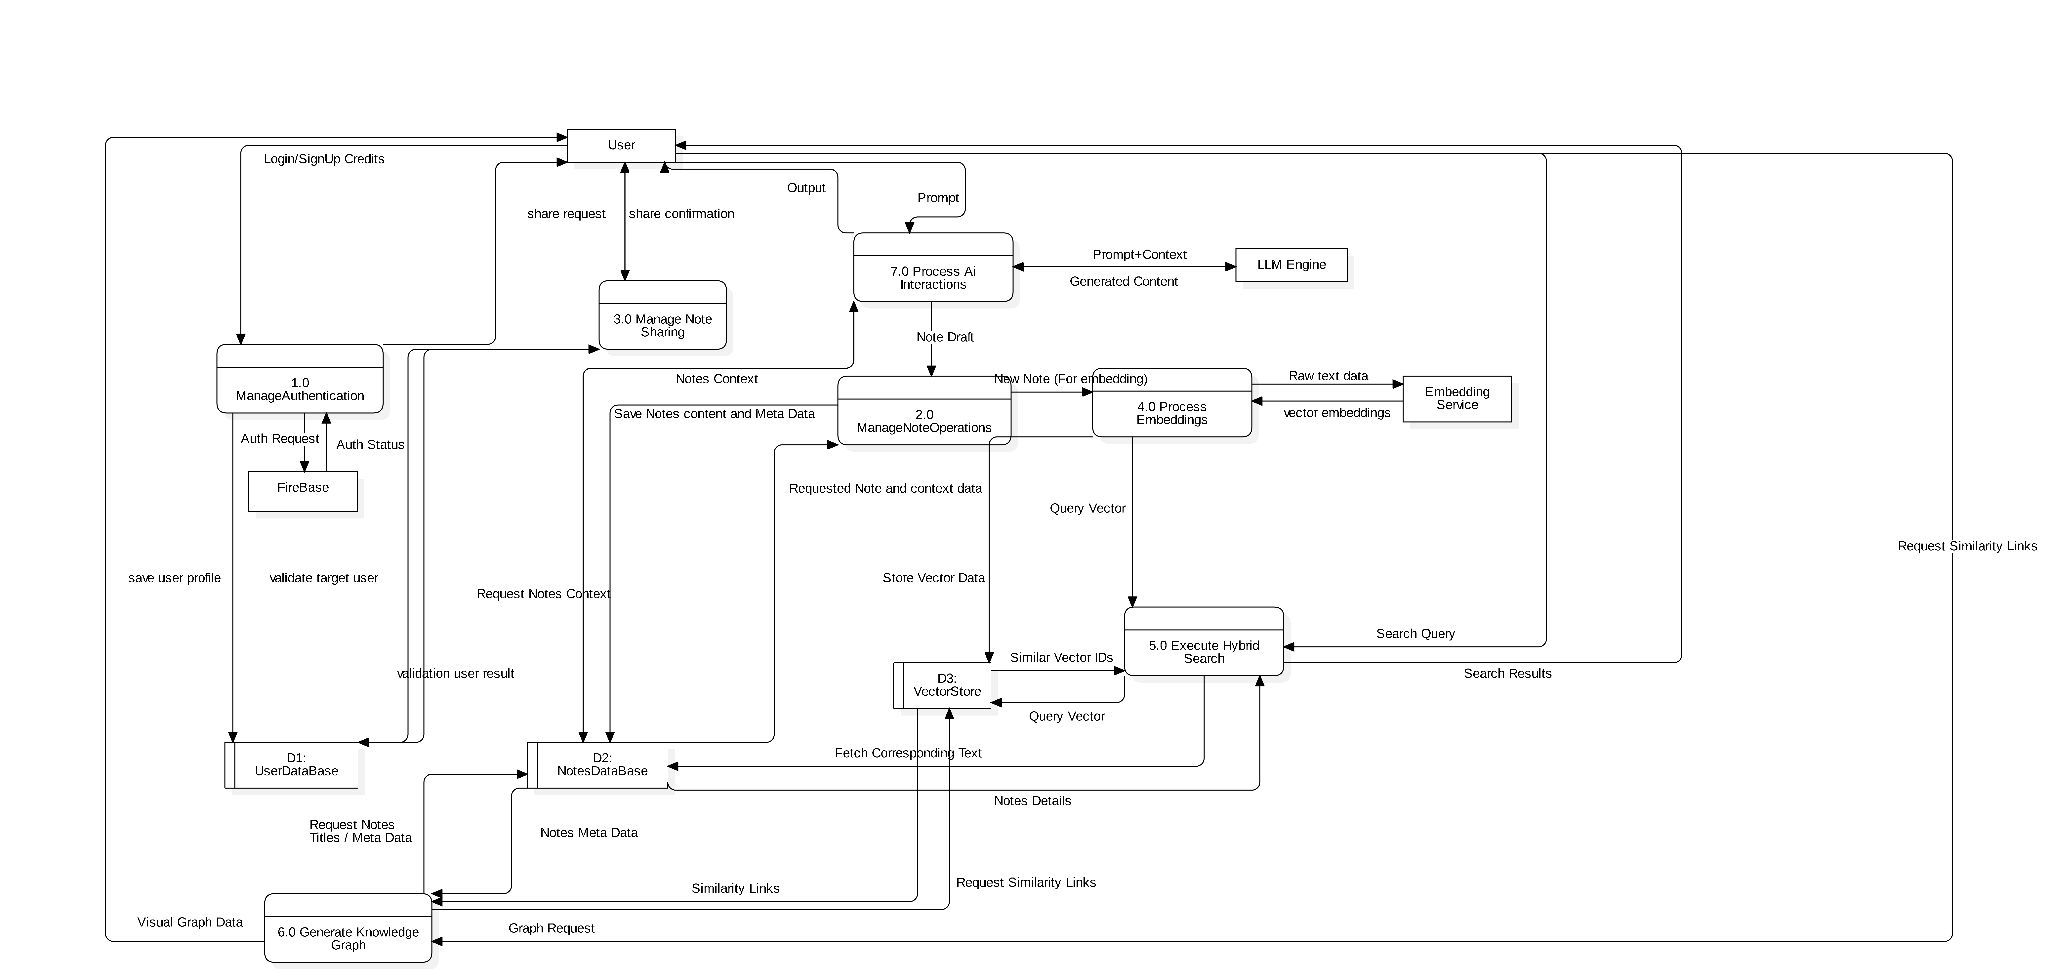 User
Login/SignUp Credits
Output
Prompt
share request
share confirmation
Prompt+Context
LLM Engine
7.0 Process Ai
Interactions
Generated Content
3.0 Manage Note
Sharing
Note Draft
1.0
ManageAuthentication
Notes Context
New Note (For embedding)
Raw text data
Embedding
Service
Save Notes content and Meta Data
2.0
ManageNoteOperations
4.0 Process
Embeddings
vector embeddings
Auth Request
Auth Status
FireBase
Requested Note and context data
Query Vector
Request Similarity Links
save user profile
validate target user
Request Notes Context
Store Vector Data
Search Query
5.0 Execute Hybrid
Search
Similar Vector IDs
validation user result
Search Results
D3:
VectorStore
Query Vector
D1:
UserDataBase
D2:
NotesDataBase
Fetch Corresponding Text
Notes Details
Request Notes
Titles / Meta Data
Notes Meta Data
Similarity Links
Request Similarity Links
Visual Graph Data
6.0 Generate Knowledge
Graph
Graph Request